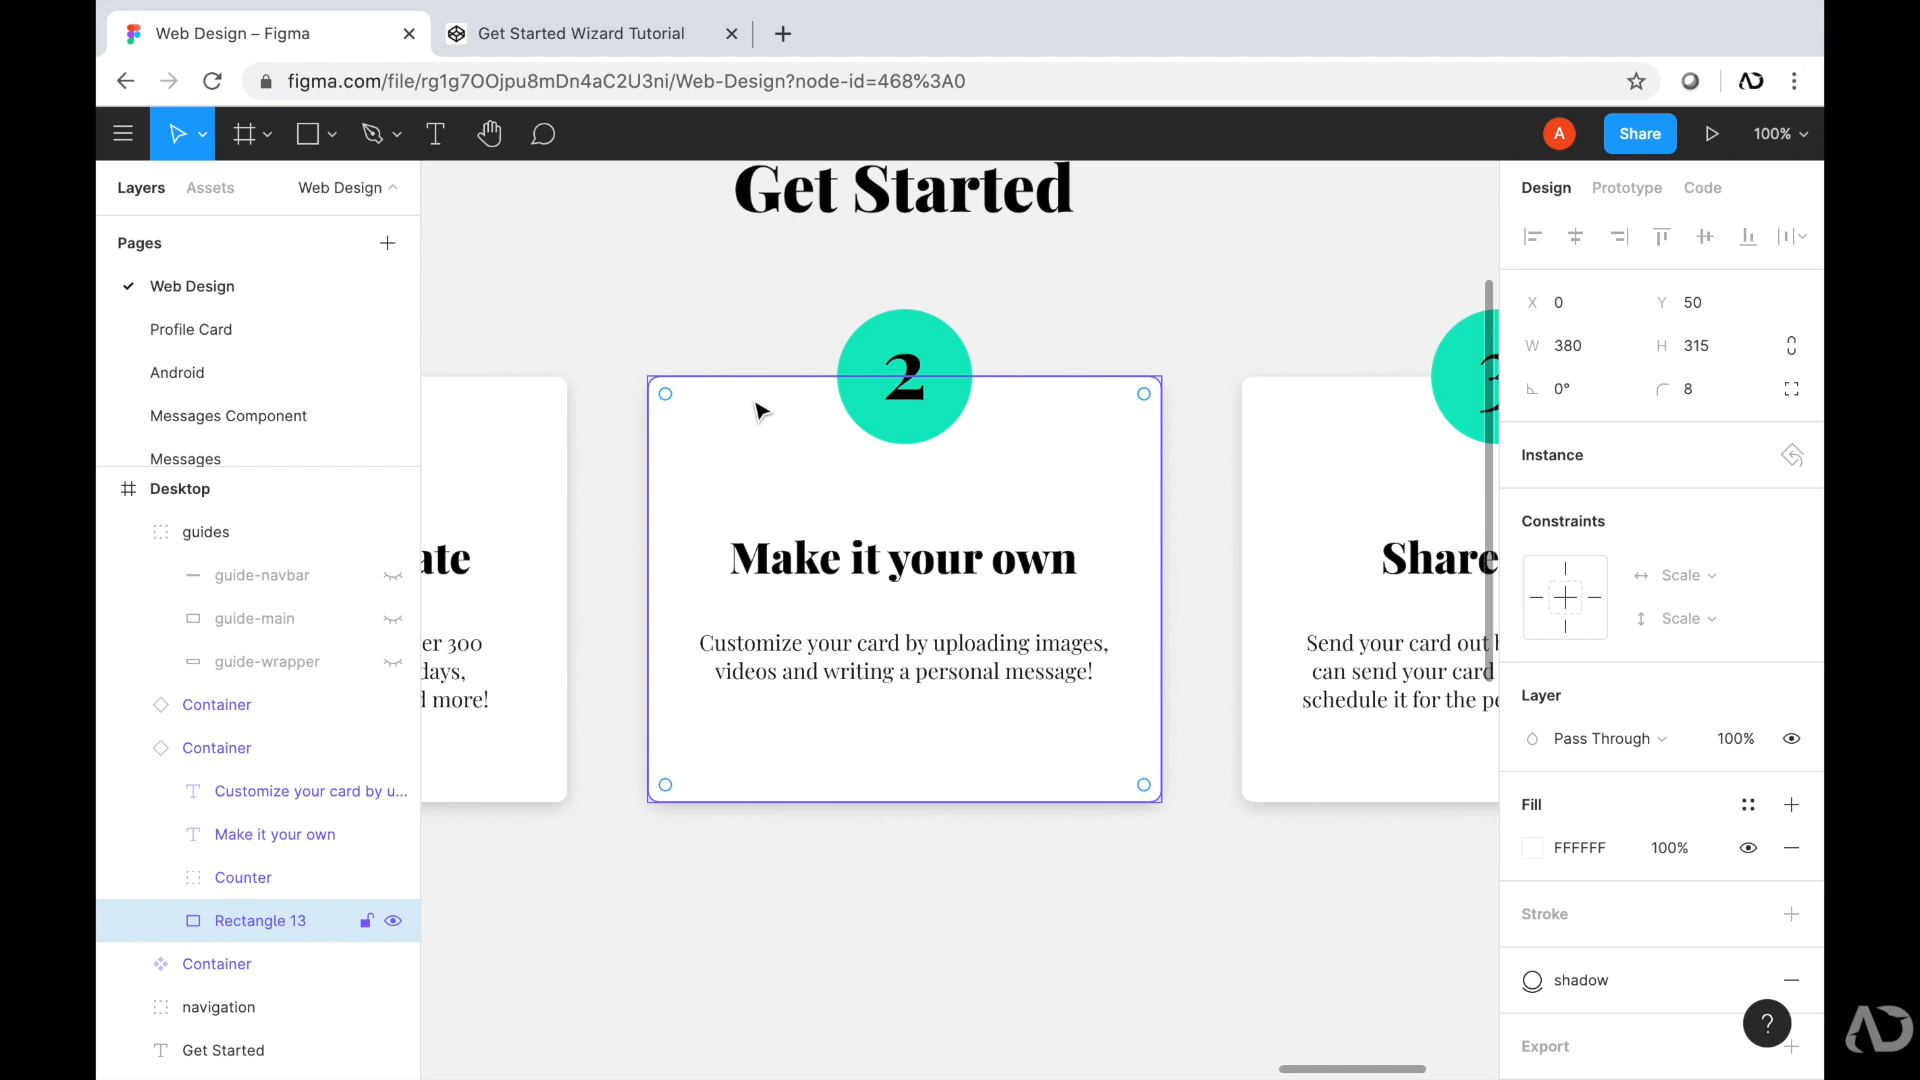 Web Design – Figma
Get Started Wizard Tutorial
figma.com/file/rg1g7OOjpu8mDn4aC2U3ni/Web-Design?node-id=468%3A0
A
Share
100%
Layers
Assets
Web Design
Pages
Web Design
Profile Card
Android
Messages Component
Messages
Desktop
guides
guide-navbar
guide-main
guide-wrapper
Container
Container
Customize your card by u...
Make it your own
Counter
Rectangle 13
Container
navigation
Get Started
Get Started
ate
er 300
days,
d more!
2
Make it your own
Customize your card by uploading images,
videos and writing a personal message!
3
Share
Send your card out
can send your card
schedule it for the pe
Design
Prototype
Code
X 0
Y 50
W 380
H 315
0°
8
Instance
Constraints
Scale
Scale
Layer
Pass Through
100%
Fill
FFFFFF
100%
Stroke
shadow
Export
?